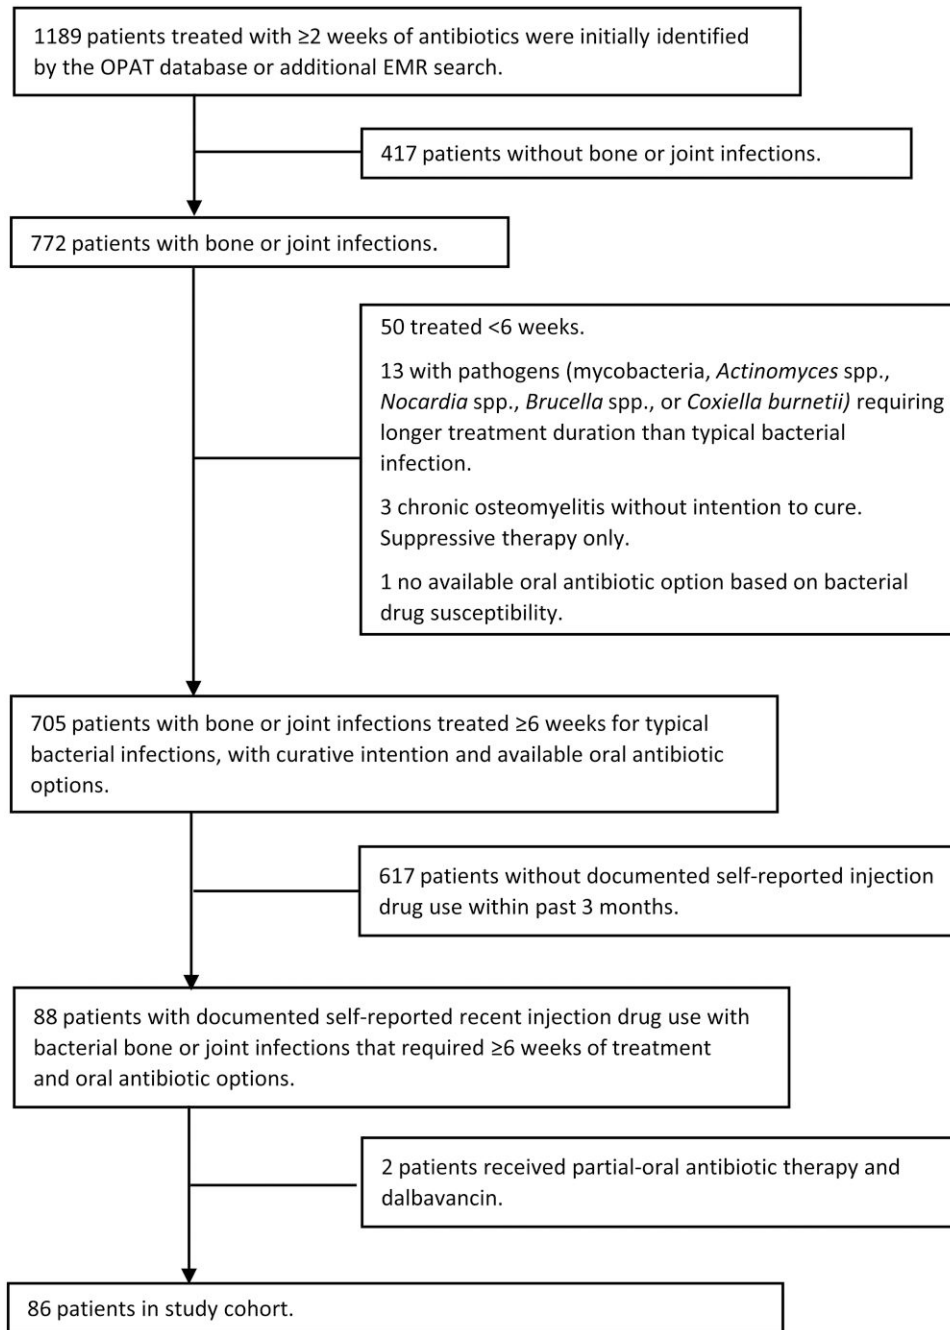 1189 patients treated with ≥2 weeks of antibiotics were initially identified
by the OPAT database or additional EMR search.
417 patients without bone or joint infections.
772 patients with bone or joint infections.
50 treated <6 weeks.
13 with pathogens (mycobacteria, Actinomyces spp.,
Nocardia spp., Brucella spp., or Coxiella burnetii) requiring
longer treatment duration than typical bacterial
infection.
3 chronic osteomyelitis without intention to cure.
Suppressive therapy only.
1 no available oral antibiotic option based on bacterial
drug susceptibility.
705 patients with bone or joint infections treated ≥6 weeks for typical
bacterial infections, with curative intention and available oral antibiotic
options.
617 patients without documented self-reported injection
drug use within past 3 months.
88 patients with documented self-reported recent injection drug use with
bacterial bone or joint infections that required ≥6 weeks of treatment
and oral antibiotic options.
2 patients received partial-oral antibiotic therapy and
dalbavancin.
86 patients in study cohort.